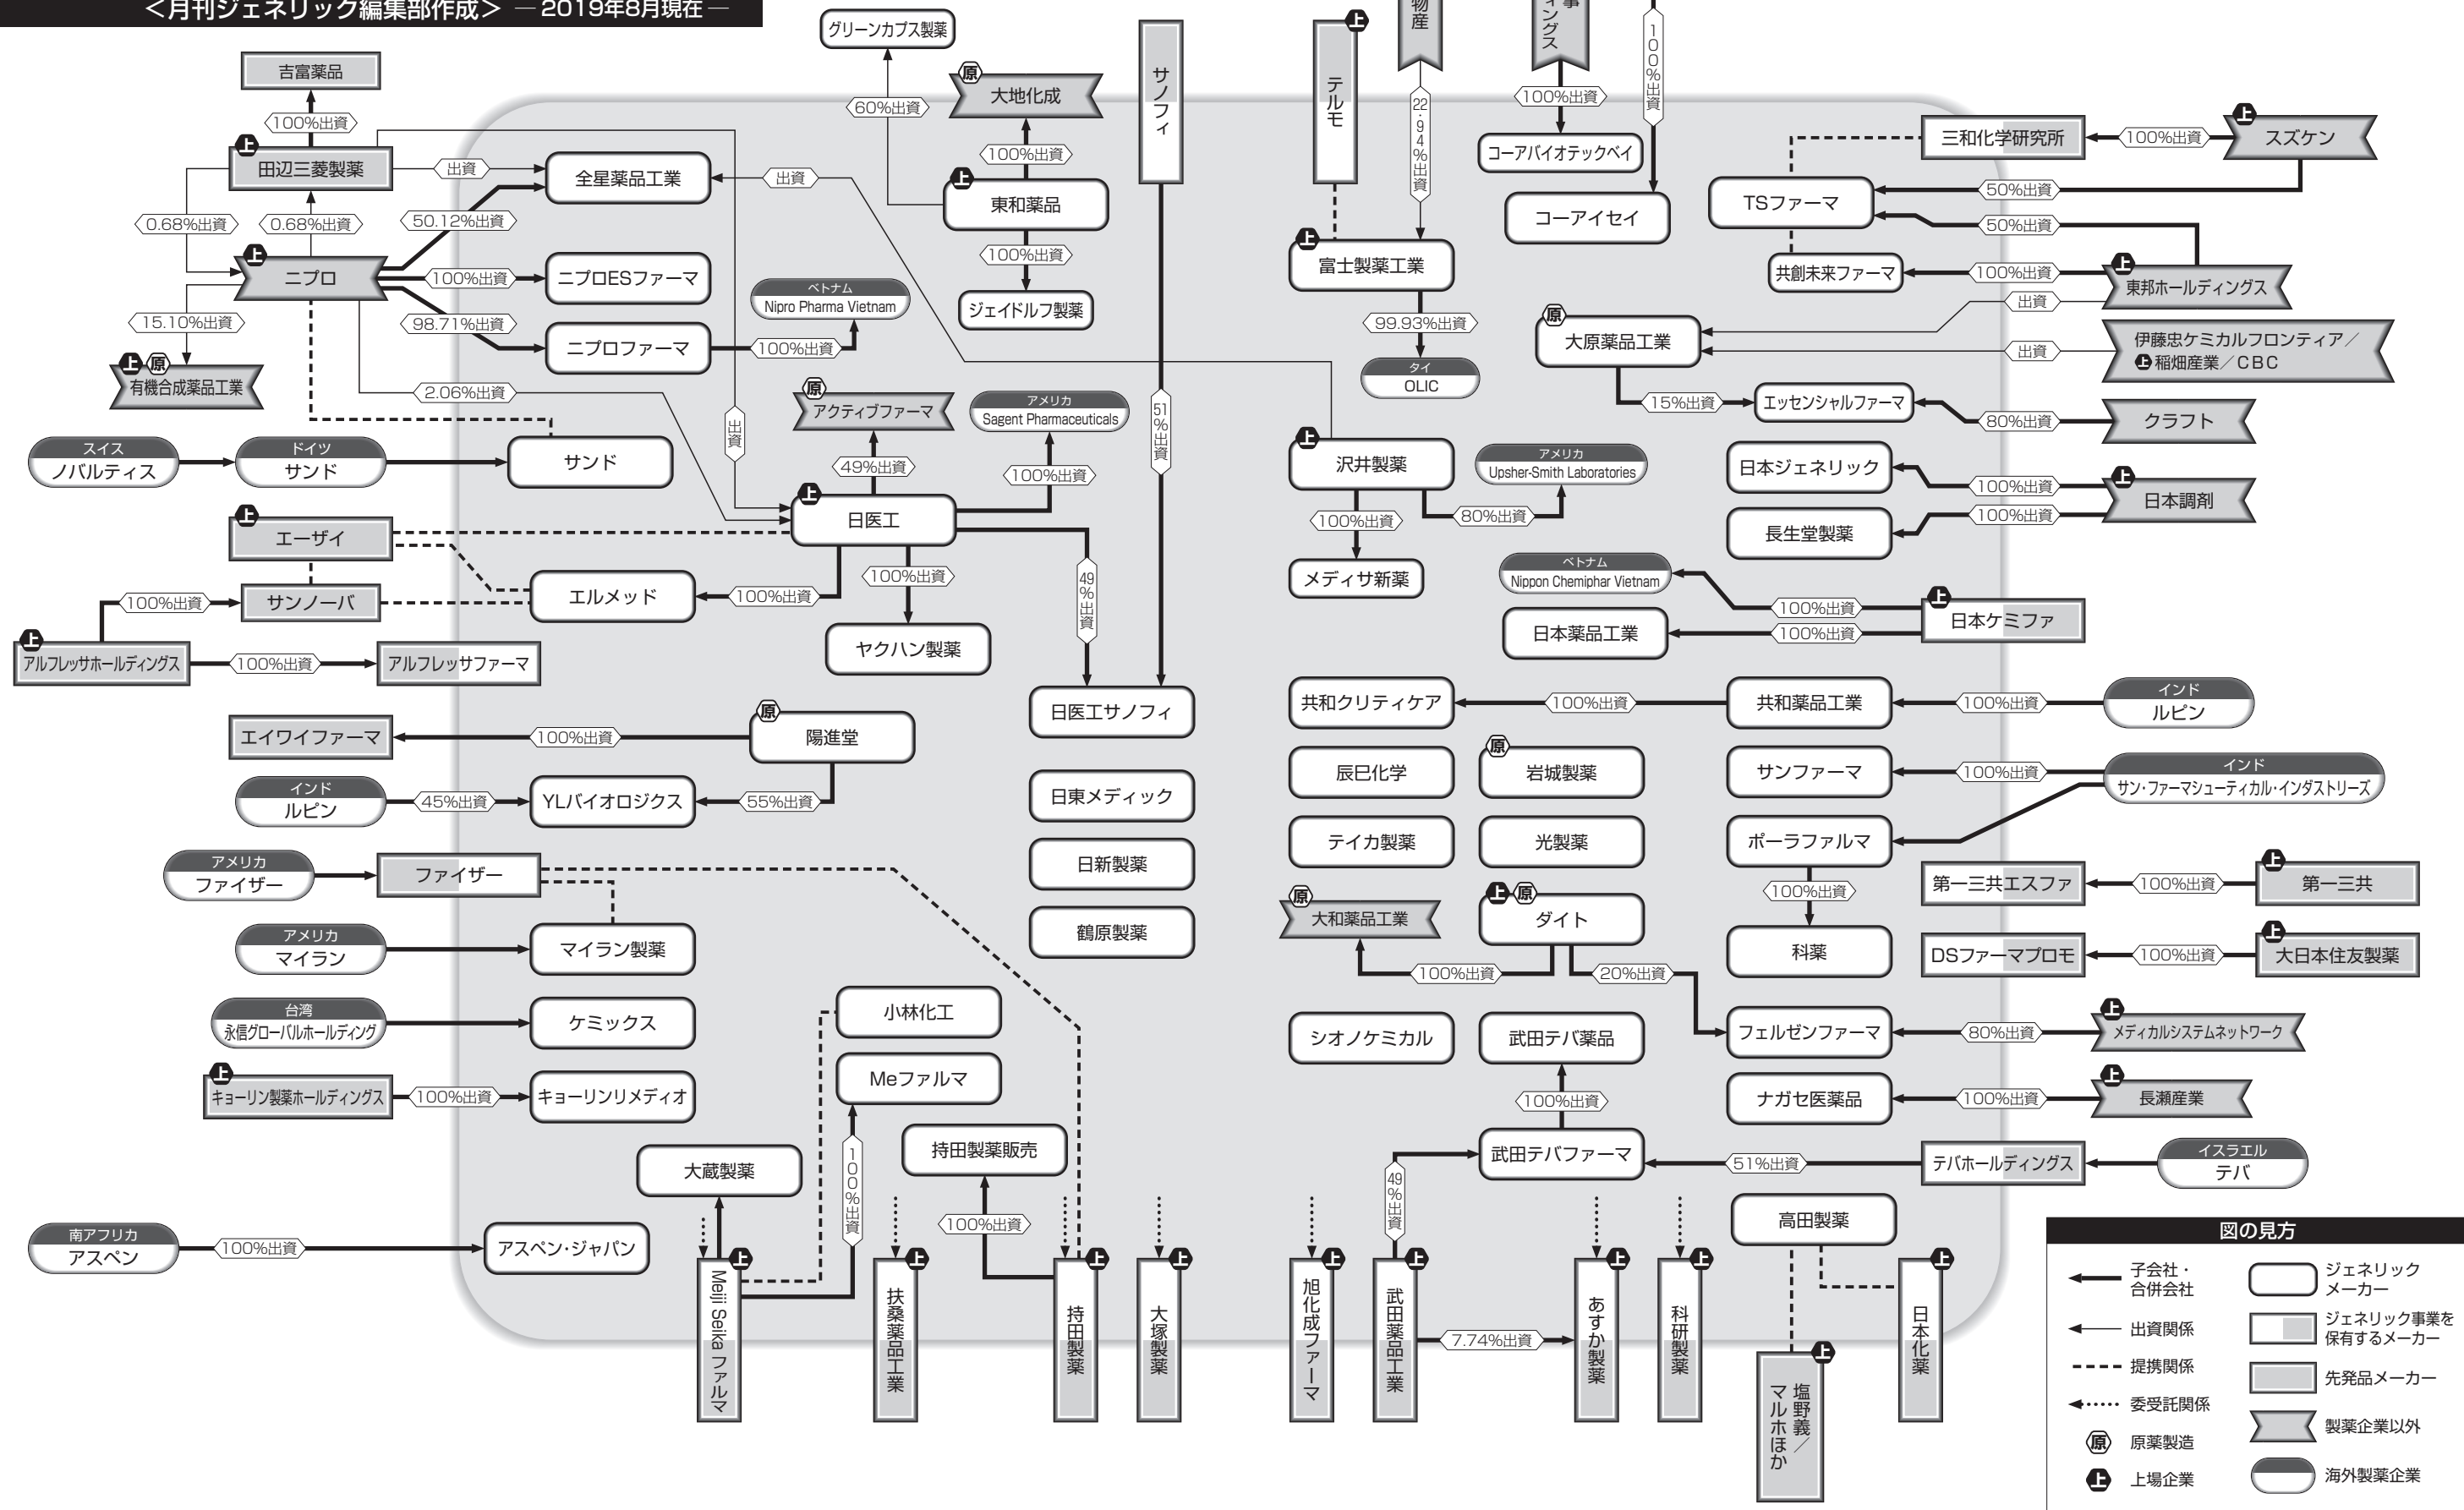 ＜月刊ジェネリック編集部作成＞ ― 2019年8月現在 ―
グリーンカプス製薬
60%出資
原
大地化成
100%出資
上
東和薬品
100%出資
ジェイドルフ製薬
サノフィ
51%出資
上
テルモ
物産
22.94%出資
事
ィングス
100%出資
コーアバイオテックベイ
100%出資
コーアイセイ
吉富薬品
100%出資
上
田辺三菱製薬
出資
0.68%出資
0.68%出資
50.12%出資
全星薬品工業
出資
上
ニプロ
100%出資
ニプロESファーマ
98.71%出資
ニプロファーマ
100%出資
ベトナム
Nipro Pharma Vietnam
15.10%出資
上
原
有機合成薬品工業
2.06%出資
出資
三和化学研究所
100%出資
上
スズケン
TSファーマ
50%出資
50%出資
共創未来ファーマ
100%出資
上
東邦ホールディングス
出資
上
富士製薬工業
99.93%出資
タイ
OLIC
原
大原薬品工業
出資
伊藤忠ケミカルフロンティア／
上稲畑産業／CBC
15%出資
エッセンシャルファーマ
80%出資
クラフト
スイス
ノバルティス
ドイツ
サンド
サンド
原
アクティブファーマ
49%出資
アメリカ
Sagent Pharmaceuticals
100%出資
上
日医工
上
沢井製薬
アメリカ
Upsher-Smith Laboratories
100%出資
80%出資
メディサ新薬
日本ジェネリック
100%出資
上
日本調剤
100%出資
長生堂製薬
上
エーザイ
サンノーバ
100%出資
エルメッド
100%出資
100%出資
ヤクハン製薬
49%出資
上
アルフレッサホールディングス
100%出資
アルフレッサファーマ
ベトナム
Nippon Chemiphar Vietnam
100%出資
上
日本ケミファ
日本薬品工業
100%出資
日医工サノフィ
共和クリティケア
100%出資
共和薬品工業
100%出資
インド
ルピン
エイワイファーマ
100%出資
原
陽進堂
インド
ルピン
45%出資
YLバイオロジクス
55%出資
日東メディック
日新製薬
鶴原製薬
辰巳化学
原
岩城製薬
サンファーマ
100%出資
インド
サン・ファーマシューティカル・インダストリーズ
テイカ製薬
光製薬
ポーラファルマ
100%出資
科薬
アメリカ
ファイザー
ファイザー
アメリカ
マイラン
マイラン製薬
原
大和薬品工業
上
原
ダイト
100%出資
20%出資
第一三共エスファ
100%出資
上
第一三共
DSファーマプロモ
100%出資
上
大日本住友製薬
台湾
永信グローバルホールディング
ケミックス
小林化工
シオノケミカル
武田テバ薬品
フェルゼンファーマ
80%出資
上
メディカルシステムネットワーク
上
キョーリン製薬ホールディングス
100%出資
キョーリンリメディオ
Meファルマ
100%出資
100%出資
ナガセ医薬品
100%出資
上
長瀬産業
大蔵製薬
持田製薬販売
100%出資
武田テバファーマ
49%出資
51%出資
テバホールディングス
イスラエル
テバ
南アフリカ
アスペン
100%出資
アスペン・ジャパン
高田製薬
上
Meiji Seika ファルマ
上
扶桑薬品工業
上
持田製薬
上
大塚製薬
上
旭化成ファーマ
上
武田薬品工業
7.74%出資
上
あすか製薬
上
科研製薬
上
塩野義／
マルホほか
上
日本化薬
図の見方
子会社・
合併会社
ジェネリック
メーカー
出資関係
ジェネリック事業を
保有するメーカー
提携関係
先発品メーカー
委受託関係
製薬企業以外
原 原薬製造
上 上場企業
海外製薬企業